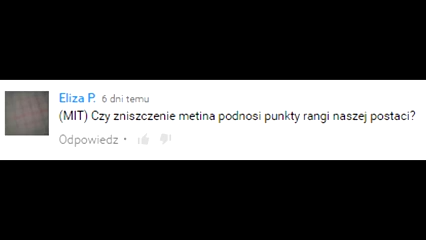 Eliza P. 6 dni temu
(MIT) Czy zniszczenie metina podnosi punkty rangi naszej postaci?
Odpowiedz •